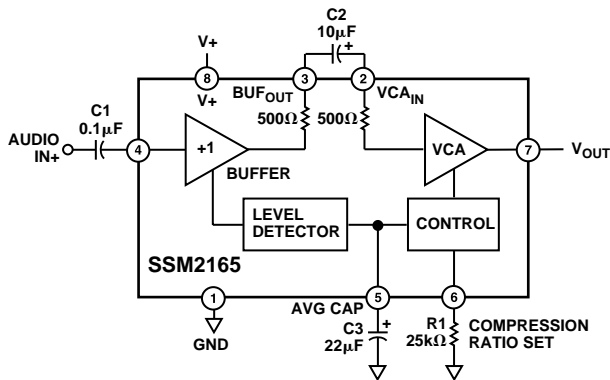 C2
10µF
+
V+
8
V+
3
2
BUFOUT
VCAIN
C1
0.1µF
500Ω
500Ω
AUDIO
IN+
4
+1
VCA
7
VOUT
BUFFER
LEVEL
DETECTOR
CONTROL
SSM2165
1
AVG CAP
5
6
GND
C3
22µF
+
R1
25kΩ
COMPRESSION
RATIO SET